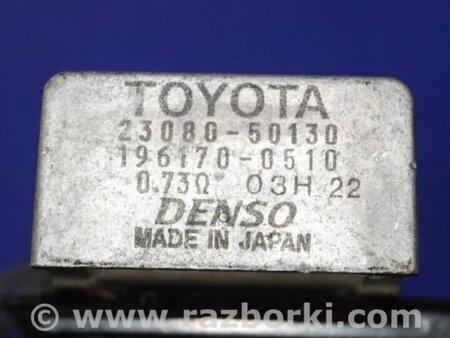 TOYOTA
23080-50130
196170-0510
0.73Ω 03H 22
DENSO
MADE IN JAPAN
© www.razborki.com